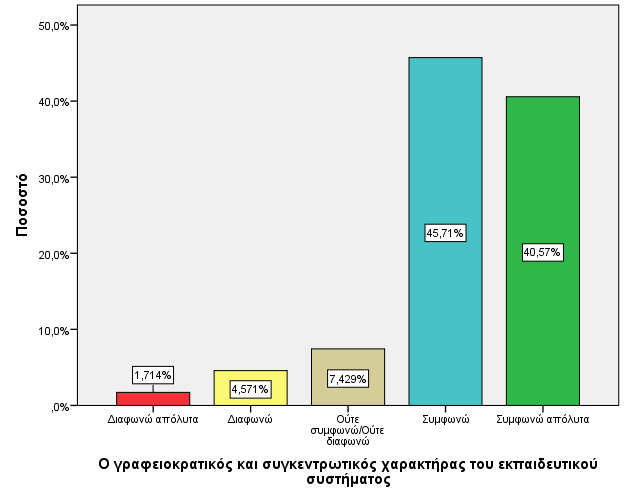 Ποσοστό
50,0%
40,0%
30,0%
20,0%
10,0%
,0%
1,714%
4,571%
7,429%
45,71%
40,57%
Διαφωνώ απόλυτα
Διαφωνώ
Ούτε
συμφωνώ/Ούτε
διαφωνώ
Συμφωνώ
Συμφωνώ απόλυτα
Ο γραφειοκρατικός και συγκεντρωτικός χαρακτήρας του εκπαιδευτικού
συστήματος